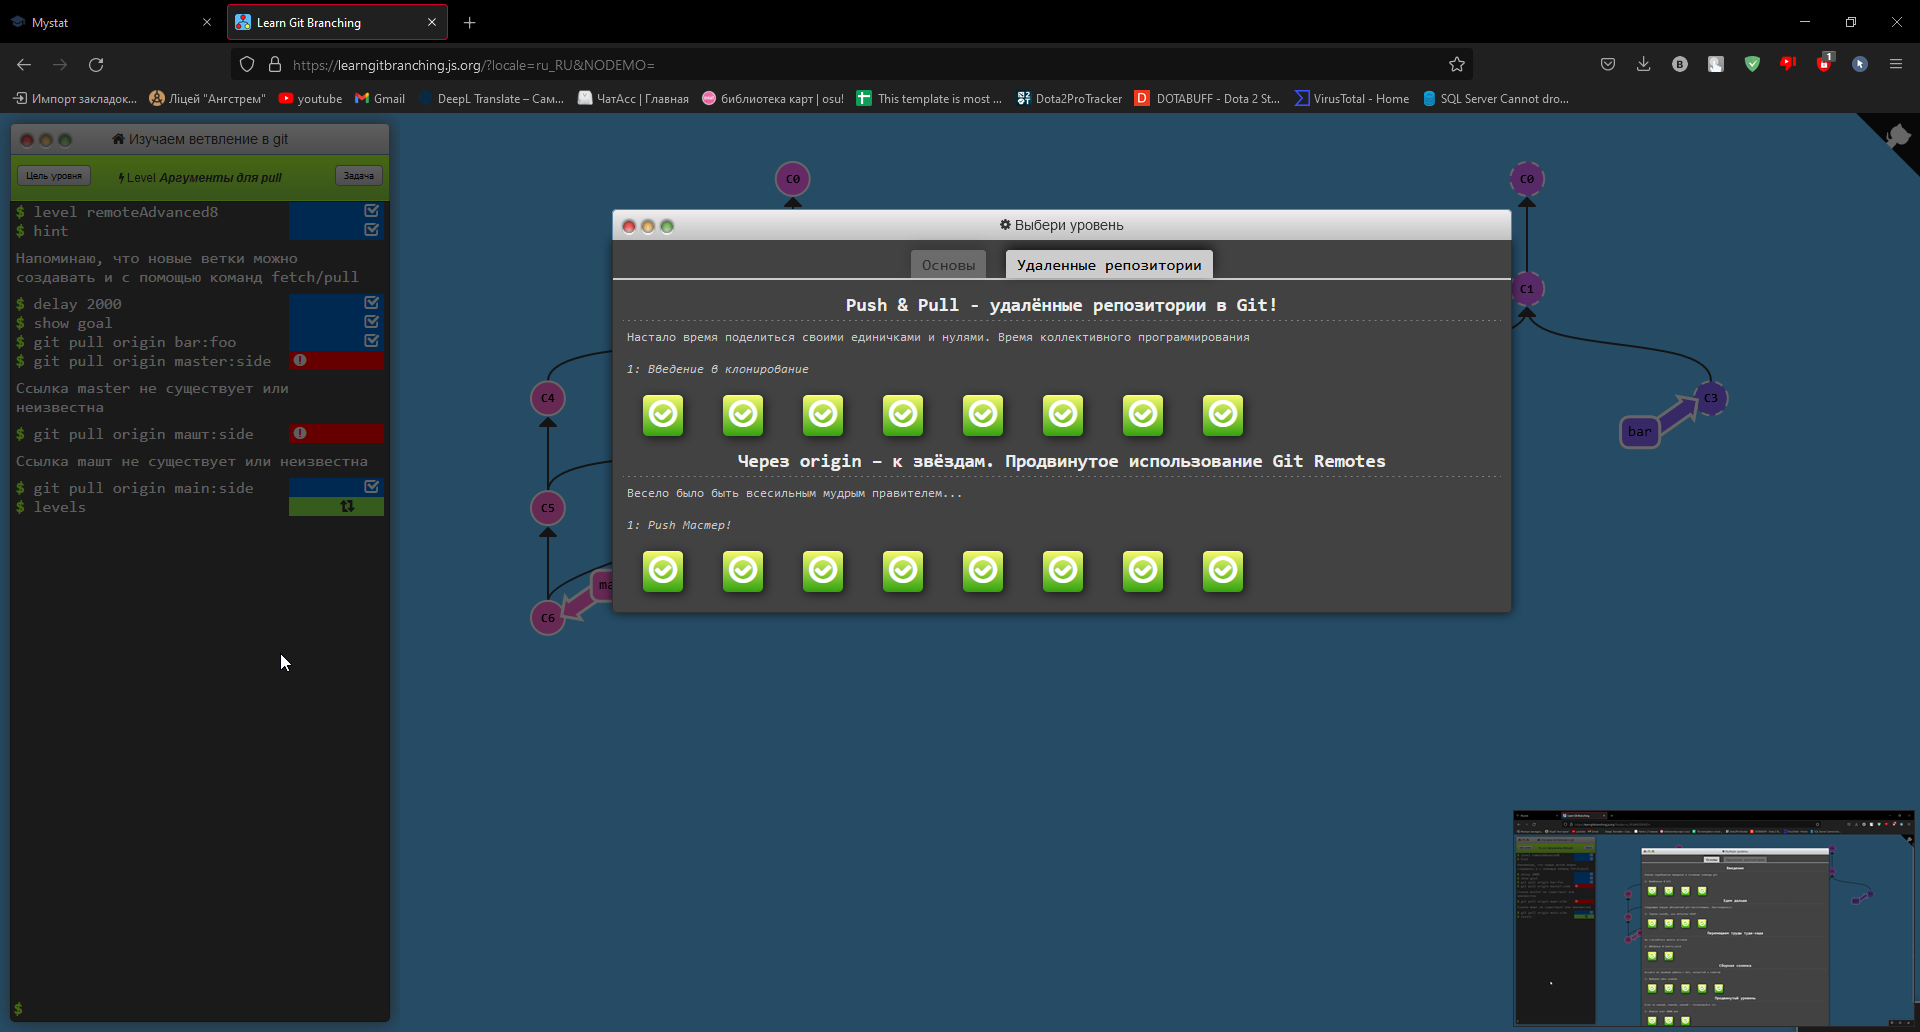 Mystat
Learn Git Branching
https://learngitbranching.js.org/?locale=ru_RU&NODEMO=
B
1
Импорт закладок...
Ліцей "Ангстрем"
youtube
Gmail
DeepL Translate – Сам...
ЧатАсс | Главная
библиотека карт | osu!
This template is most ...
Dota2ProTracker
DOTABUFF - Dota 2 St...
VirusTotal - Home
SQL Server Cannot dro...
Изучаем ветвление в git
Цель уровня
Level Аргументы для pull
Задача
$ level remoteAdvanced8
$ hint
Напоминаю, что новые ветки можно
создавать и с помощью команд fetch/pull
$ delay 2000
$ show goal
$ git pull origin bar:foo
$ git pull origin master:side
Ссылка master не существует или
неизвестна
$ git pull origin машт:side
Ссылка машт не существует или неизвестна
$ git pull origin main:side
$ levels
$
C0
C4
C5
C6
ma
Выбери уровень
Основы
Удаленные репозитории
Push & Pull - удалённые репозитории в Git!
Настало время поделиться своими единичками и нулями. Время коллективного программирования
1: Введение в клонирование
Через origin – к звёздам. Продвинутое использование Git Remotes
Весело было быть всесильным мудрым правителем...
1: Push Мастер!
C0
C1
C3
bar